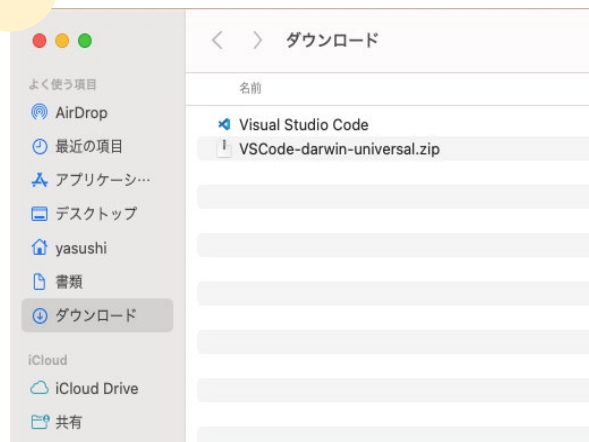 よく使う項目
AirDrop
最近の項目
アプリケーシ…
デスクトップ
yasushi
書類
ダウンロード
iCloud
iCloud Drive
共有
ダウンロード
名前
Visual Studio Code
VSCode-darwin-universal.zip